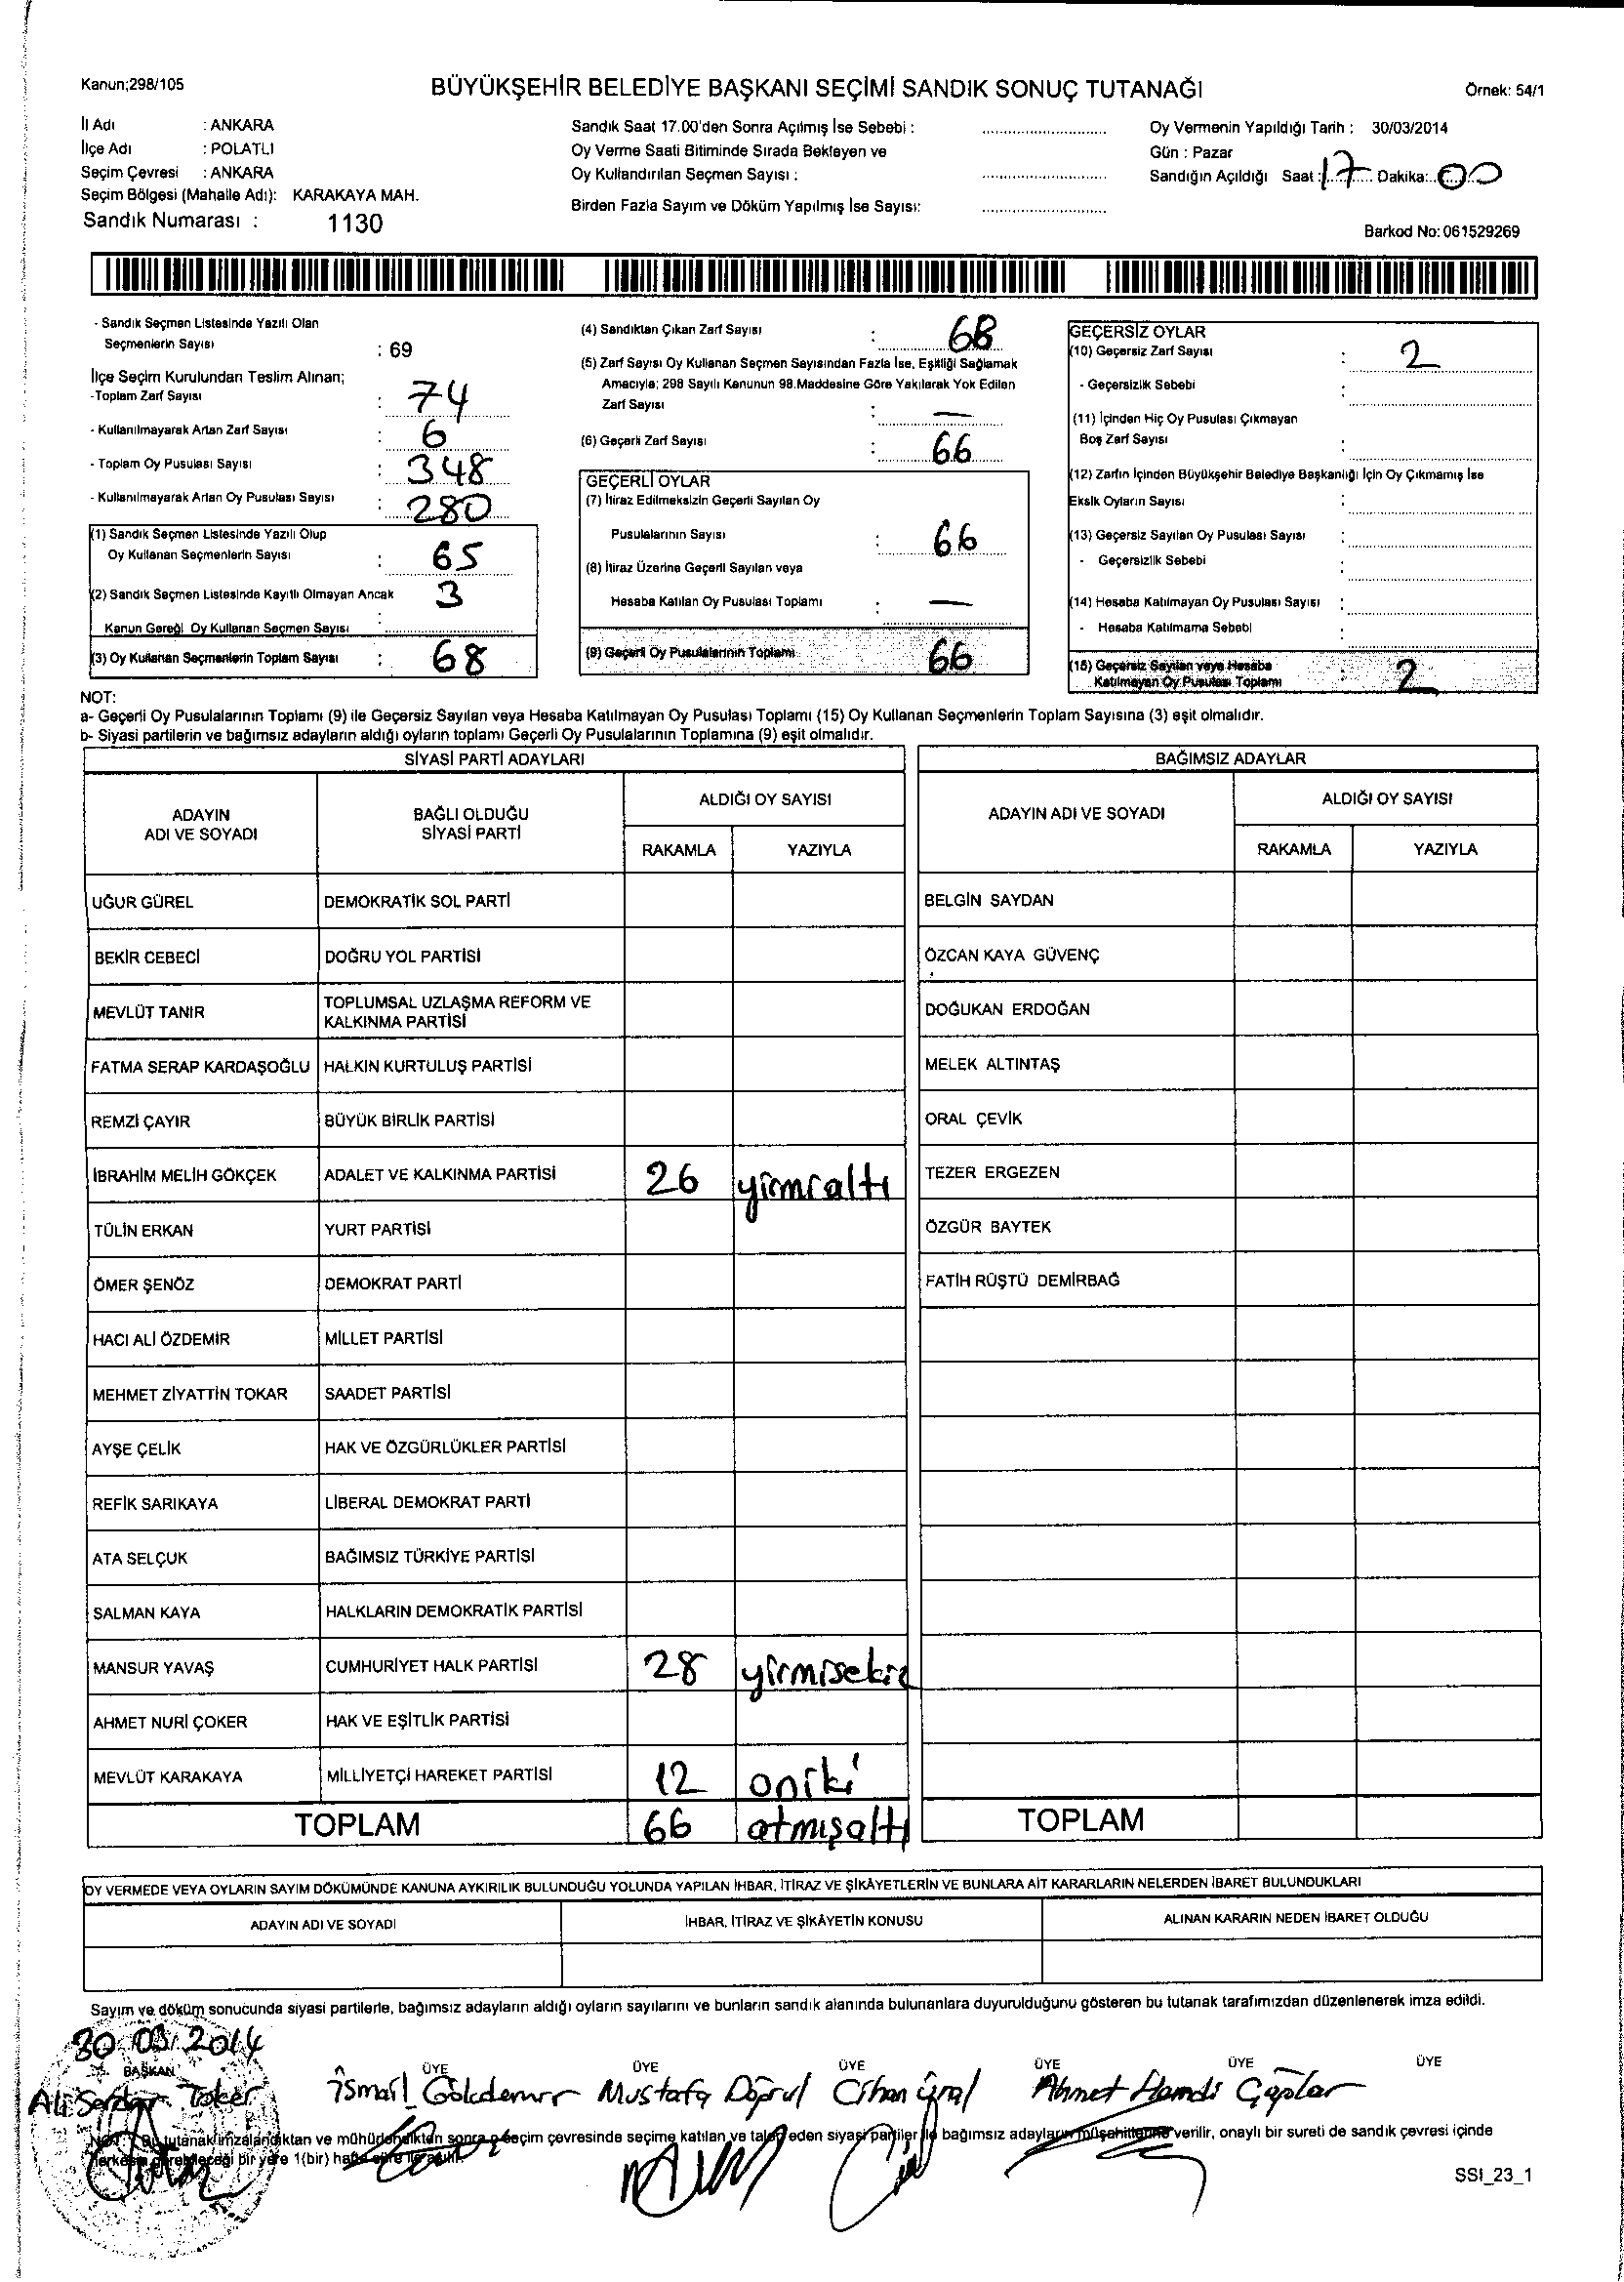 Kanun;298/105
BÜYÜKŞEHİR BELEDİYE BAŞKANI SEÇİMİ SANDIK SONUÇ TUTANAĞI
Örnek: 54/1
İl Adı : ANKARA
İlçe Adı : POLATLI
Seçim Çevresi : ANKARA
Seçim Bölgesi (Mahalle Adı): KARAKAYA MAH.
Sandık Numarası : 1130
Sandık Saat 17.00'den Sonra Açılmış İse Sebebi :
Oy Verme Saati Bitiminde Sırada Bekleyen ve
Oy Kullandırılan Seçmen Sayısı :
Birden Fazla Sayım ve Döküm Yapılmış İse Sayısı:
Oy Vermenin Yapıldığı Tarih : 30/03/2014
Gün : Pazar
Sandığın Açıldığı Saat : 17 Dakika: 00
Barkod No: 061529269
- Sandık Seçmen Listesinde Yazılı Olan
Seçmenlerin Sayısı : 69
İlçe Seçim Kurulundan Teslim Alınan;
-Toplam Zarf Sayısı : 74
- Kullanılmayarak Artan Zarf Sayısı : 6
- Toplam Oy Pusulası Sayısı : 348
- Kullanılmayarak Artan Oy Pusulası Sayısı : 280
(1) Sandık Seçmen Listesinde Yazılı Olup
Oy Kullanan Seçmenlerin Sayısı : 65
(2) Sandık Seçmen Listesinde Kayıtlı Olmayan Ancak
Kanun Gereği Oy Kullanan Seçmen Sayısı : 3
(3) Oy Kullanan Seçmenlerin Toplam Sayısı : 68
(4) Sandıktan Çıkan Zarf Sayısı : 68
(5) Zarf Sayısı Oy Kullanan Seçmen Sayısından Fazla İse, Eşitliği Sağlamak
Amacıyla; 298 Sayılı Kanunun 98.Maddesine Göre Yakılarak Yok Edilen
Zarf Sayısı : —
(6) Geçerli Zarf Sayısı : 66
GEÇERLİ OYLAR
(7) İtiraz Edilmeksizin Geçerli Sayılan Oy
Pusulalarının Sayısı : 66
(8) İtiraz Üzerine Geçerli Sayılan veya
Hesaba Katılan Oy Pusulası Toplamı : —
(9) Geçerli Oy Pusulalarının Toplamı : 66
GEÇERSİZ OYLAR
(10) Geçersiz Zarf Sayısı : 2
- Geçersizlik Sebebi :
(11) İçinden Hiç Oy Pusulası Çıkmayan
Boş Zarf Sayısı :
(12) Zarfın İçinden Büyükşehir Belediye Başkanlığı İçin Oy Çıkmamış İse
Eksik Oyların Sayısı :
(13) Geçersiz Sayılan Oy Pusulası Sayısı :
- Geçersizlik Sebebi :
(14) Hesaba Katılmayan Oy Pusulası Sayısı :
- Hesaba Katılmama Sebebi :
(15) Geçersiz Sayılan veya Hesaba
Katılmayan Oy Pusulası Toplamı : 2
NOT:
a- Geçerli Oy Pusulalarının Toplamı (9) ile Geçersiz Sayılan veya Hesaba Katılmayan Oy Pusulası Toplamı (15) Oy Kullanan Seçmenlerin Toplam Sayısına (3) eşit olmalıdır.
b- Siyasi partilerin ve bağımsız adayların aldığı oyların toplamı Geçerli Oy Pusulalarının Toplamına (9) eşit olmalıdır.
SİYASİ PARTİ ADAYLARI
ADAYIN ADI VE SOYADI
BAĞLI OLDUĞU SİYASİ PARTİ
ALDIĞI OY SAYISI
RAKAMLA YAZIYLA
UĞUR GÜREL DEMOKRATİK SOL PARTİ
BEKİR CEBECİ DOĞRU YOL PARTİSİ
MEVLÜT TANIR TOPLUMSAL UZLAŞMA REFORM VE
KALKINMA PARTİSİ
FATMA SERAP KARDAŞOĞLU HALKIN KURTULUŞ PARTİSİ
REMZİ ÇAYIR BÜYÜK BİRLİK PARTİSİ
İBRAHİM MELİH GÖKÇEK ADALET VE KALKINMA PARTİSİ 26 yirmialtı
TÜLİN ERKAN YURT PARTİSİ
ÖMER ŞENÖZ DEMOKRAT PARTİ
HACI ALİ ÖZDEMİR MİLLET PARTİSİ
MEHMET ZİYATTİN TOKAR SAADET PARTİSİ
AYŞE ÇELİK HAK VE ÖZGÜRLÜKLER PARTİSİ
REFİK SARIKAYA LİBERAL DEMOKRAT PARTİ
ATA SELÇUK BAĞIMSIZ TÜRKİYE PARTİSİ
SALMAN KAYA HALKLARIN DEMOKRATİK PARTİSİ
MANSUR YAVAŞ CUMHURİYET HALK PARTİSİ 28 yirmisekiz
AHMET NURİ ÇOKER HAK VE EŞİTLİK PARTİSİ
MEVLÜT KARAKAYA MİLLİYETÇİ HAREKET PARTİSİ 12 oniki
TOPLAM 66 atmışaltı
BAĞIMSIZ ADAYLAR
ADAYIN ADI VE SOYADI
ALDIĞI OY SAYISI
RAKAMLA YAZIYLA
BELGİN SAYDAN
ÖZCAN KAYA GÜVENÇ
DOĞUKAN ERDOĞAN
MELEK ALTINTAŞ
ORAL ÇEVİK
TEZER ERGEZEN
ÖZGÜR BAYTEK
FATİH RÜŞTÜ DEMİRBAĞ
TOPLAM
OY VERMEDE VEYA OYLARIN SAYIM DÖKÜMÜNDE KANUNA AYKIRILIK BULUNDUĞU YOLUNDA YAPILAN İHBAR, İTİRAZ VE ŞİKÂYETLERİN VE BUNLARA AİT KARARLARIN NELERDEN İBARET BULUNDUKLARI
ADAYIN ADI VE SOYADI İHBAR, İTİRAZ VE ŞİKÂYETİN KONUSU ALINAN KARARIN NEDEN İBARET OLDUĞU
Sayım ve döküm sonucunda siyasi partilerle, bağımsız adayların aldığı oyların sayılarını ve bunların sandık alanında bulunanlara duyurulduğunu gösteren bu tutanak tarafımızdan düzenlenerek imza edildi.
30.03.2014
BAŞKAN ÜYE ÜYE ÜYE ÜYE ÜYE ÜYE
Ali Serdar Toker İsmail Gökdemir Mustafa Doğrul Cihan Ünal Ahmet Hamdi Çaplar
NOT: Bu tutanak imzalandıktan ve mühürlendikten sonra o seçim çevresinde seçime katılan ve talep eden siyasi partiler ile bağımsız adayların müşahitlerine verilir, onaylı bir sureti de sandık çevresi içinde
herkesin görebileceği bir yere 1(bir) hafta süre ile asılır.
SSI_23_1